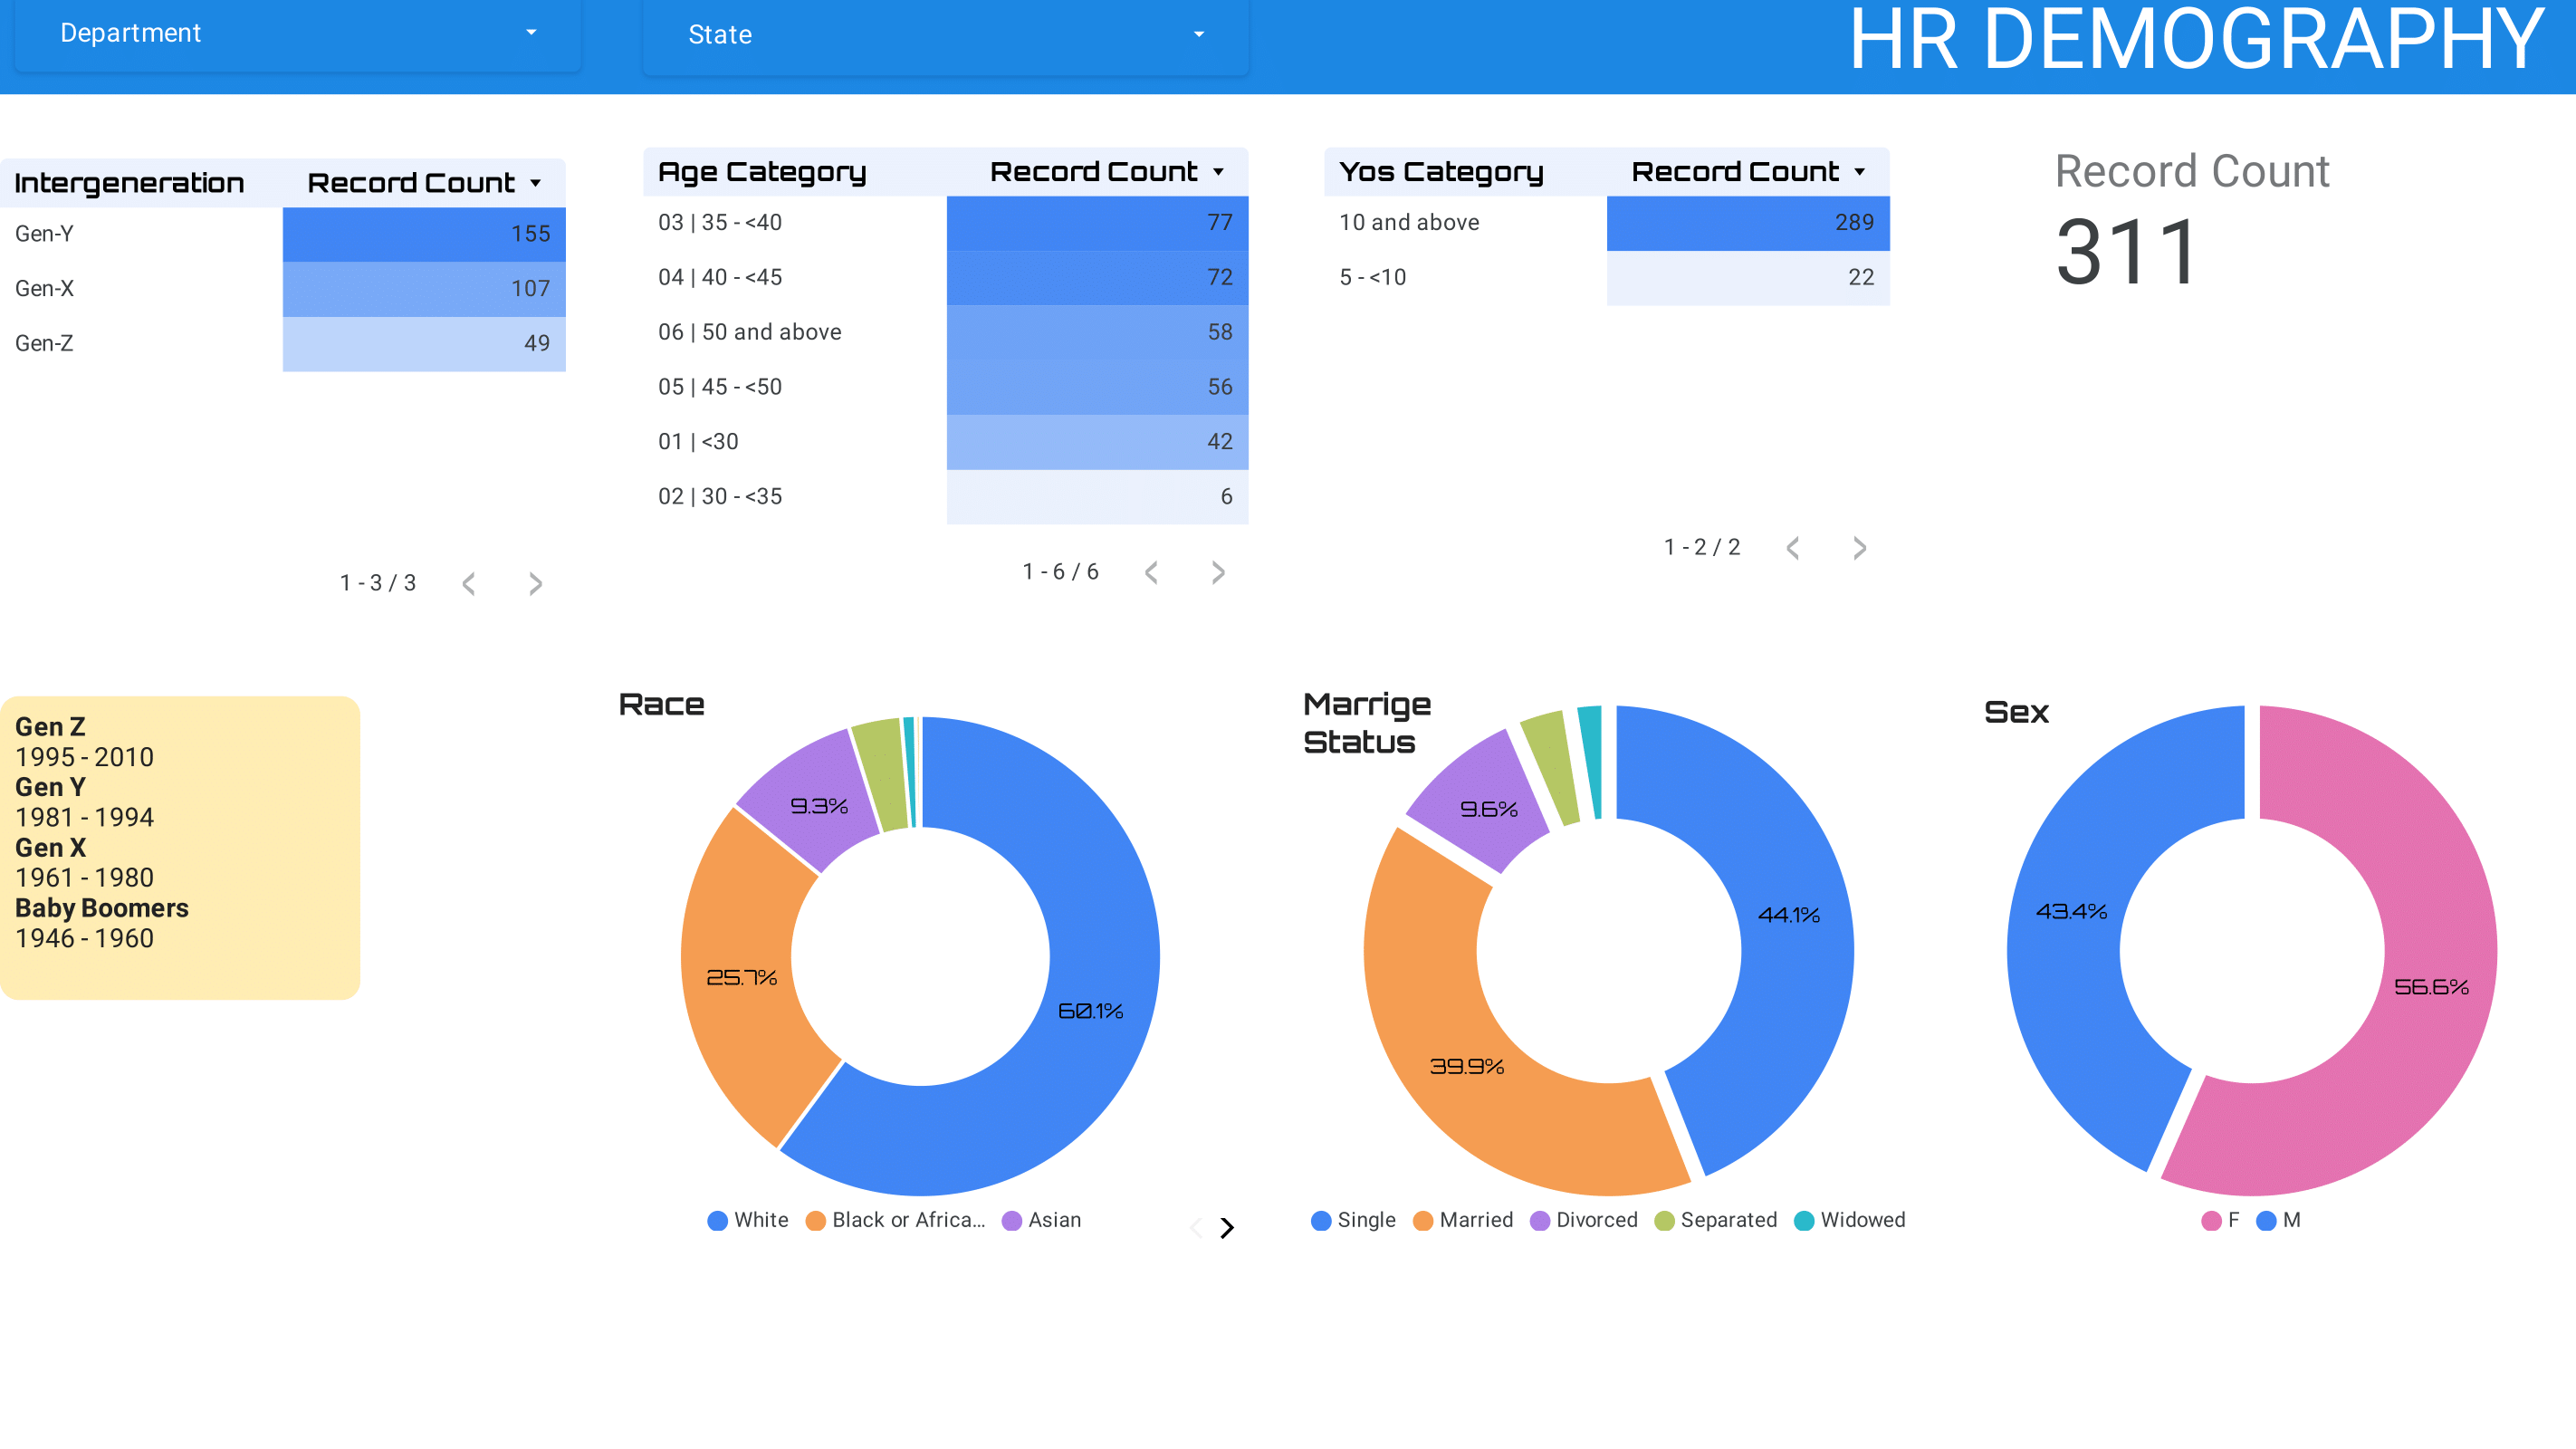 Department
State
HR DEMOGRAPHY
Intergeneration Record Count
Gen-Y 155
Gen-X 107
Gen-Z 49
1 - 3 / 3
Age Category Record Count
03 | 35 - <40 77
04 | 40 - <45 72
06 | 50 and above 58
05 | 45 - <50 56
01 | <30 42
02 | 30 - <35 6
1 - 6 / 6
Yos Category Record Count
10 and above 289
5 - <10 22
1 - 2 / 2
Record Count
311
Gen Z
1995 - 2010
Gen Y
1981 - 1994
Gen X
1961 - 1980
Baby Boomers
1946 - 1960
Race
9.3%
25.7%
60.1%
White Black or Africa... Asian
Marrige
Status
9.6%
44.1%
39.9%
Single Married Divorced Separated Widowed
Sex
43.4%
56.6%
F M